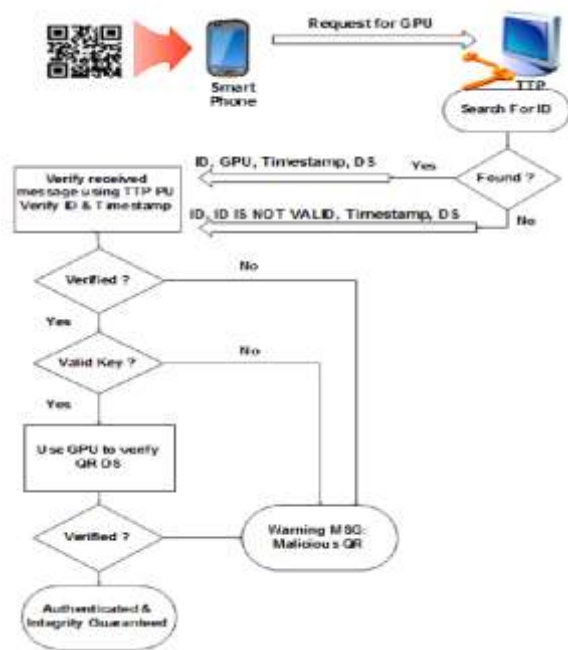 Request for GPU
Smart
Phone
TTP
Search For ID
ID, GPU, Timestamp, DS
Yes
Found ?
Verify received
message using TTP PU
Verify ID & Timestamp
ID, ID IS NOT VALID, Timestamp, DS
No
Verified ?
No
Yes
Valid Key ?
No
Yes
Use GPU to verify
QR DS
Verified ?
Warning MSG:
Malicious QR
Authenticated &
Integrity Guaranteed